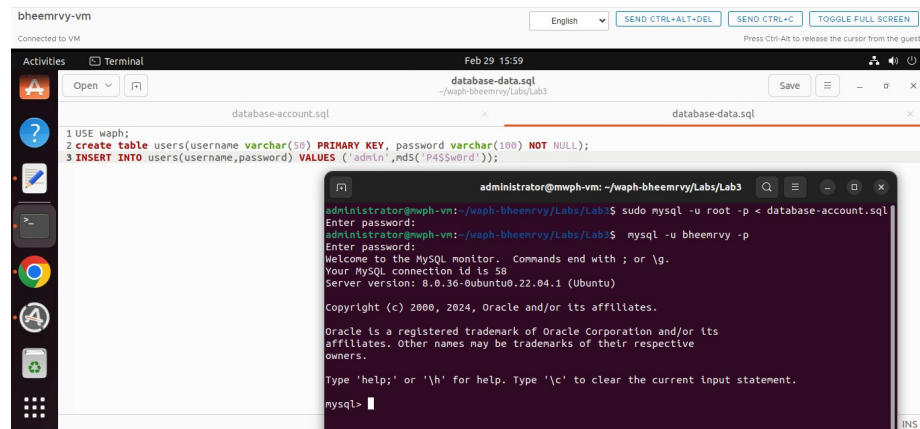 bheemrvy-vm
English
SEND CTRL+ALT+DEL
SEND CTRL+C
TOGGLE FULL SCREEN
Connected to VM
Press Ctrl-Alt to release the cursor from the guest
Activities
Terminal
Feb 29 15:59
Open
database-data.sql
~/waph-bheemrvy/Labs/Lab3
Save
database-account.sql
database-data.sql
1 USE waph;
2 create table users(username varchar(50) PRIMARY KEY, password varchar(100) NOT NULL);
3 INSERT INTO users(username,password) VALUES ('admin',md5('P4$$w0rd'));
administrator@mwph-vm: ~/waph-bheemrvy/Labs/Lab3
administrator@mwph-vm:~/waph-bheemrvy/Labs/Lab3$ sudo mysql -u root -p < database-account.sql
Enter password:
administrator@mwph-vm:~/waph-bheemrvy/Labs/Lab3$ mysql -u bheemrvy -p
Enter password:
Welcome to the MySQL monitor. Commands end with ; or \g.
Your MySQL connection id is 58
Server version: 8.0.36-0ubuntu0.22.04.1 (Ubuntu)
Copyright (c) 2000, 2024, Oracle and/or its affiliates.
Oracle is a registered trademark of Oracle Corporation and/or its
affiliates. Other names may be trademarks of their respective
owners.
Type 'help;' or '\h' for help. Type '\c' to clear the current input statement.
mysql>
INS